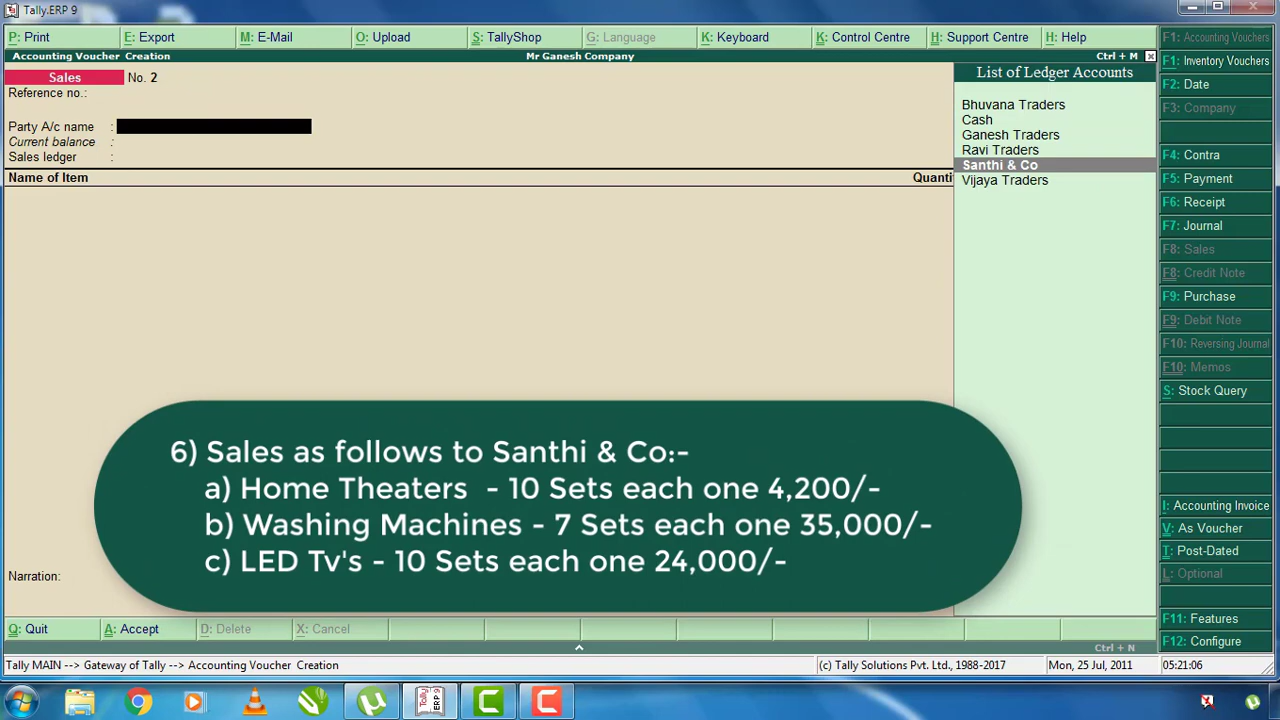 Tally.ERP 9
P: Print
E: Export
M: E-Mail
O: Upload
S: TallyShop
G: Language
K: Keyboard
K: Control Centre
H: Support Centre
H: Help
Accounting Voucher Creation
Mr Ganesh Company
Ctrl + M
Sales No. 2
Reference no.:
Party A/c name :
Current balance :
Sales ledger :
Name of Item
Quanti
List of Ledger Accounts
Bhuvana Traders
Cash
Ganesh Traders
Ravi Traders
Santhi & Co
Vijaya Traders
F1: Accounting Vouchers
F1: Inventory Vouchers
F2: Date
F3: Company
F4: Contra
F5: Payment
F6: Receipt
F7: Journal
F8: Sales
F8: Credit Note
F9: Purchase
F9: Debit Note
F10: Reversing Journal
F10: Memos
S: Stock Query
I: Accounting Invoice
V: As Voucher
T: Post-Dated
L: Optional
F11: Features
F12: Configure
6) Sales as follows to Santhi & Co:-
a) Home Theaters - 10 Sets each one 4,200/-
b) Washing Machines - 7 Sets each one 35,000/-
c) LED Tv's - 10 Sets each one 24,000/-
Narration:
Q: Quit
A: Accept
D: Delete
X: Cancel
Ctrl + N
Tally MAIN --> Gateway of Tally --> Accounting Voucher Creation
(c) Tally Solutions Pvt. Ltd., 1988-2017
Mon, 25 Jul, 2011
05:21:06